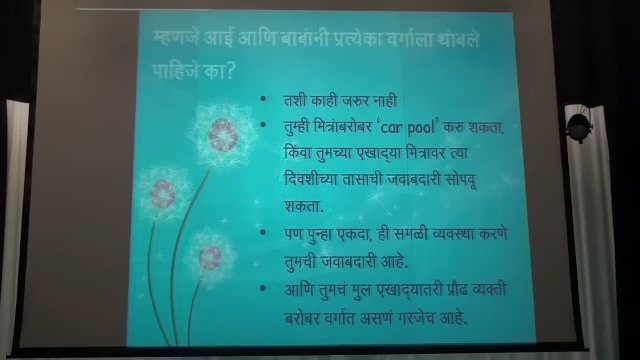 म्हणजे आई आणि बाबांनी प्रत्येका वर्गाला थांबले
पाहिजे का?
• तशी काही जरुर नाही
• तुम्ही मित्रांबरोबर ‘car pool’ करु शकता,
किंवा तुमच्या एखाद्या मित्रावर त्या
दिवशीच्या तासाची जवाबदारी सोपवू
शकता.
• पण पुन्हा एकदा, ही सगळी व्यवस्था करणे
तुमची जवाबदारी आहे.
• आणि तुमचं मुल एखाद्यातरी प्रौढ व्यक्ती
बरोबर वर्गात असणं गरजेच आहे.